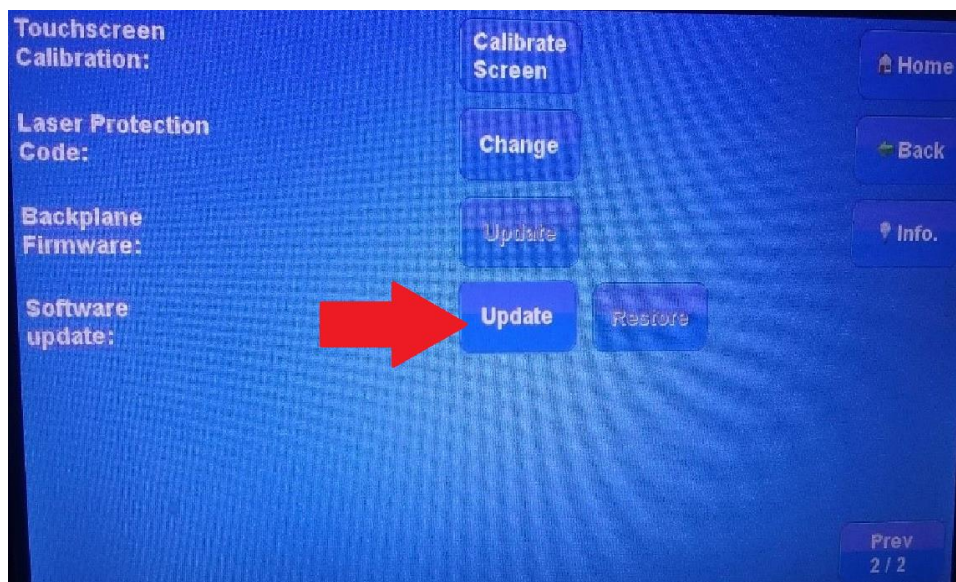 Touchscreen
Calibration:
Calibrate
Screen
Home
Laser Protection
Code:
Change
Back
Backplane
Firmware:
Update
Info.
Software
update:
Update
Restore
Prev
2 / 2